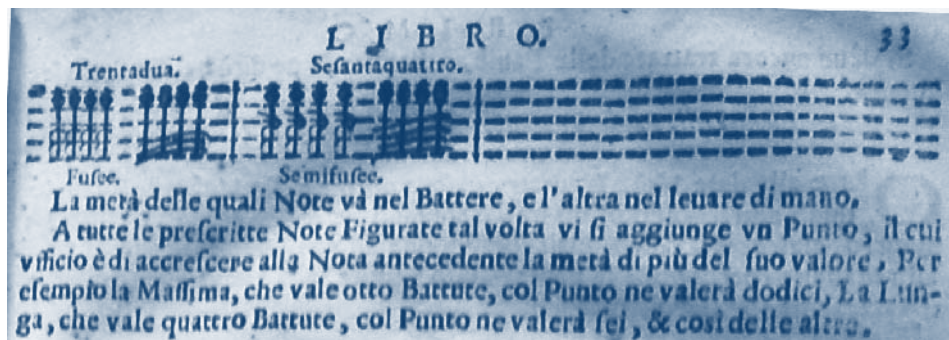 LIBRO. 33
Trentadua. Sesantaquattro.
Fusee. Semifusee.
La metà delle quali Note và nel Battere, e l'altra nel leuare di mano.
A tutte le prescritte Note Figurate tal volta vi si aggiunge vn Punto, il cui
vfficio è di accrescere alla Nota antecedente la metà di più del suo valore. Per
esempio la Massima, che vale otto Battute, col Punto ne valerà dodici, La Lun-
ga, che vale quattro Battute, col Punto ne valerà sei, & così delle altre.